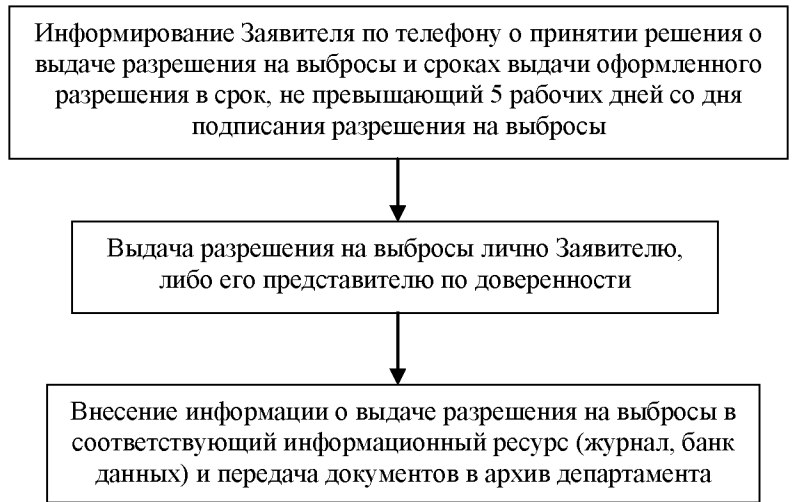 Информирование Заявителя по телефону о принятии решения о
выдаче разрешения на выбросы и сроках выдачи оформленного
разрешения в срок, не превышающий 5 рабочих дней со дня
подписания разрешения на выбросы
Выдача разрешения на выбросы лично Заявителю,
либо его представителю по доверенности
Внесение информации о выдаче разрешения на выбросы в
соответствующий информационный ресурс (журнал, банк
данных) и передача документов в архив департамента